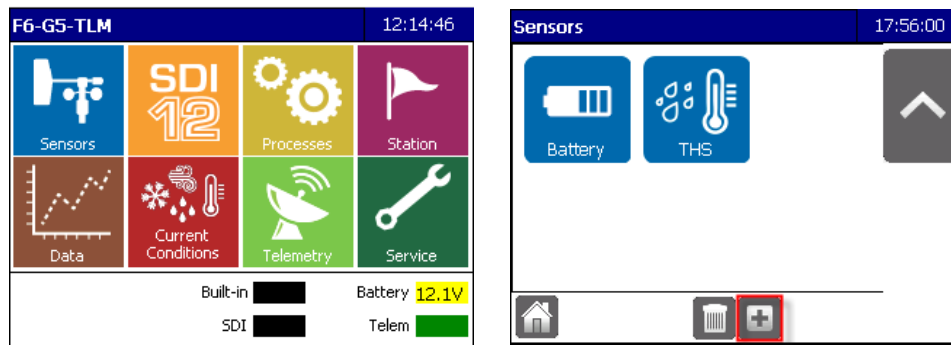 F6-G5-TLM 12:14:46
SDI
12
Sensors Processes Station
Current
Data Conditions Telemetry Service
Built-in Battery 12.1V
SDI Telem
Sensors 17:56:00
Battery THS